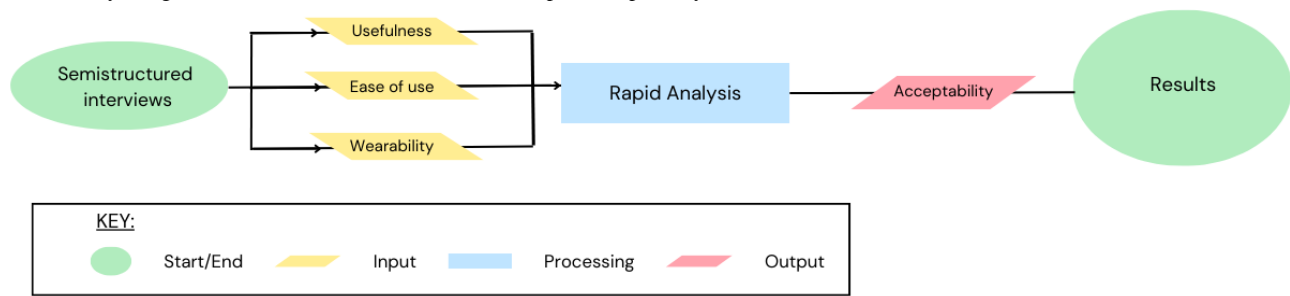 Usefulness
Semistructured
interviews
Ease of use
Wearability
Rapid Analysis
Acceptability
Results
KEY:
Start/End
Input
Processing
Output